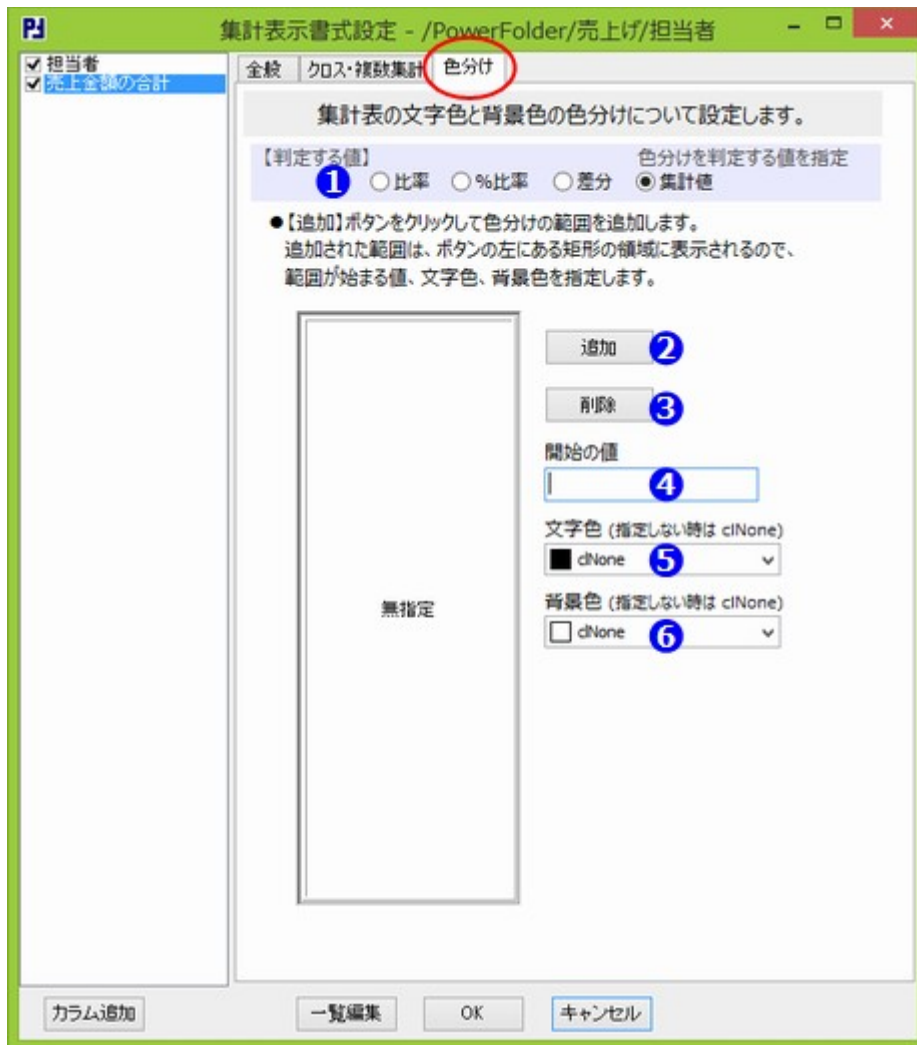 集計表示書式設定 - /PowerFolder/売上げ/担当者
担当者
売上金額の合計
全般 クロス・複数集計 色分け
集計表の文字色と背景色の色分けについて設定します。
【判定する値】 色分けを判定する値を指定
1 比率 %比率 差分 集計値
●【追加】ボタンをクリックして色分けの範囲を追加します。
追加された範囲は、ボタンの左にある矩形の領域に表示されるので、
範囲が始まる値、文字色、背景色を指定します。
追加 2
削除 3
開始の値
4
文字色 (指定しない時は clNone)
clNone 5
背景色 (指定しない時は clNone)
clNone 6
無指定
カラム追加 一覧編集 OK キャンセル